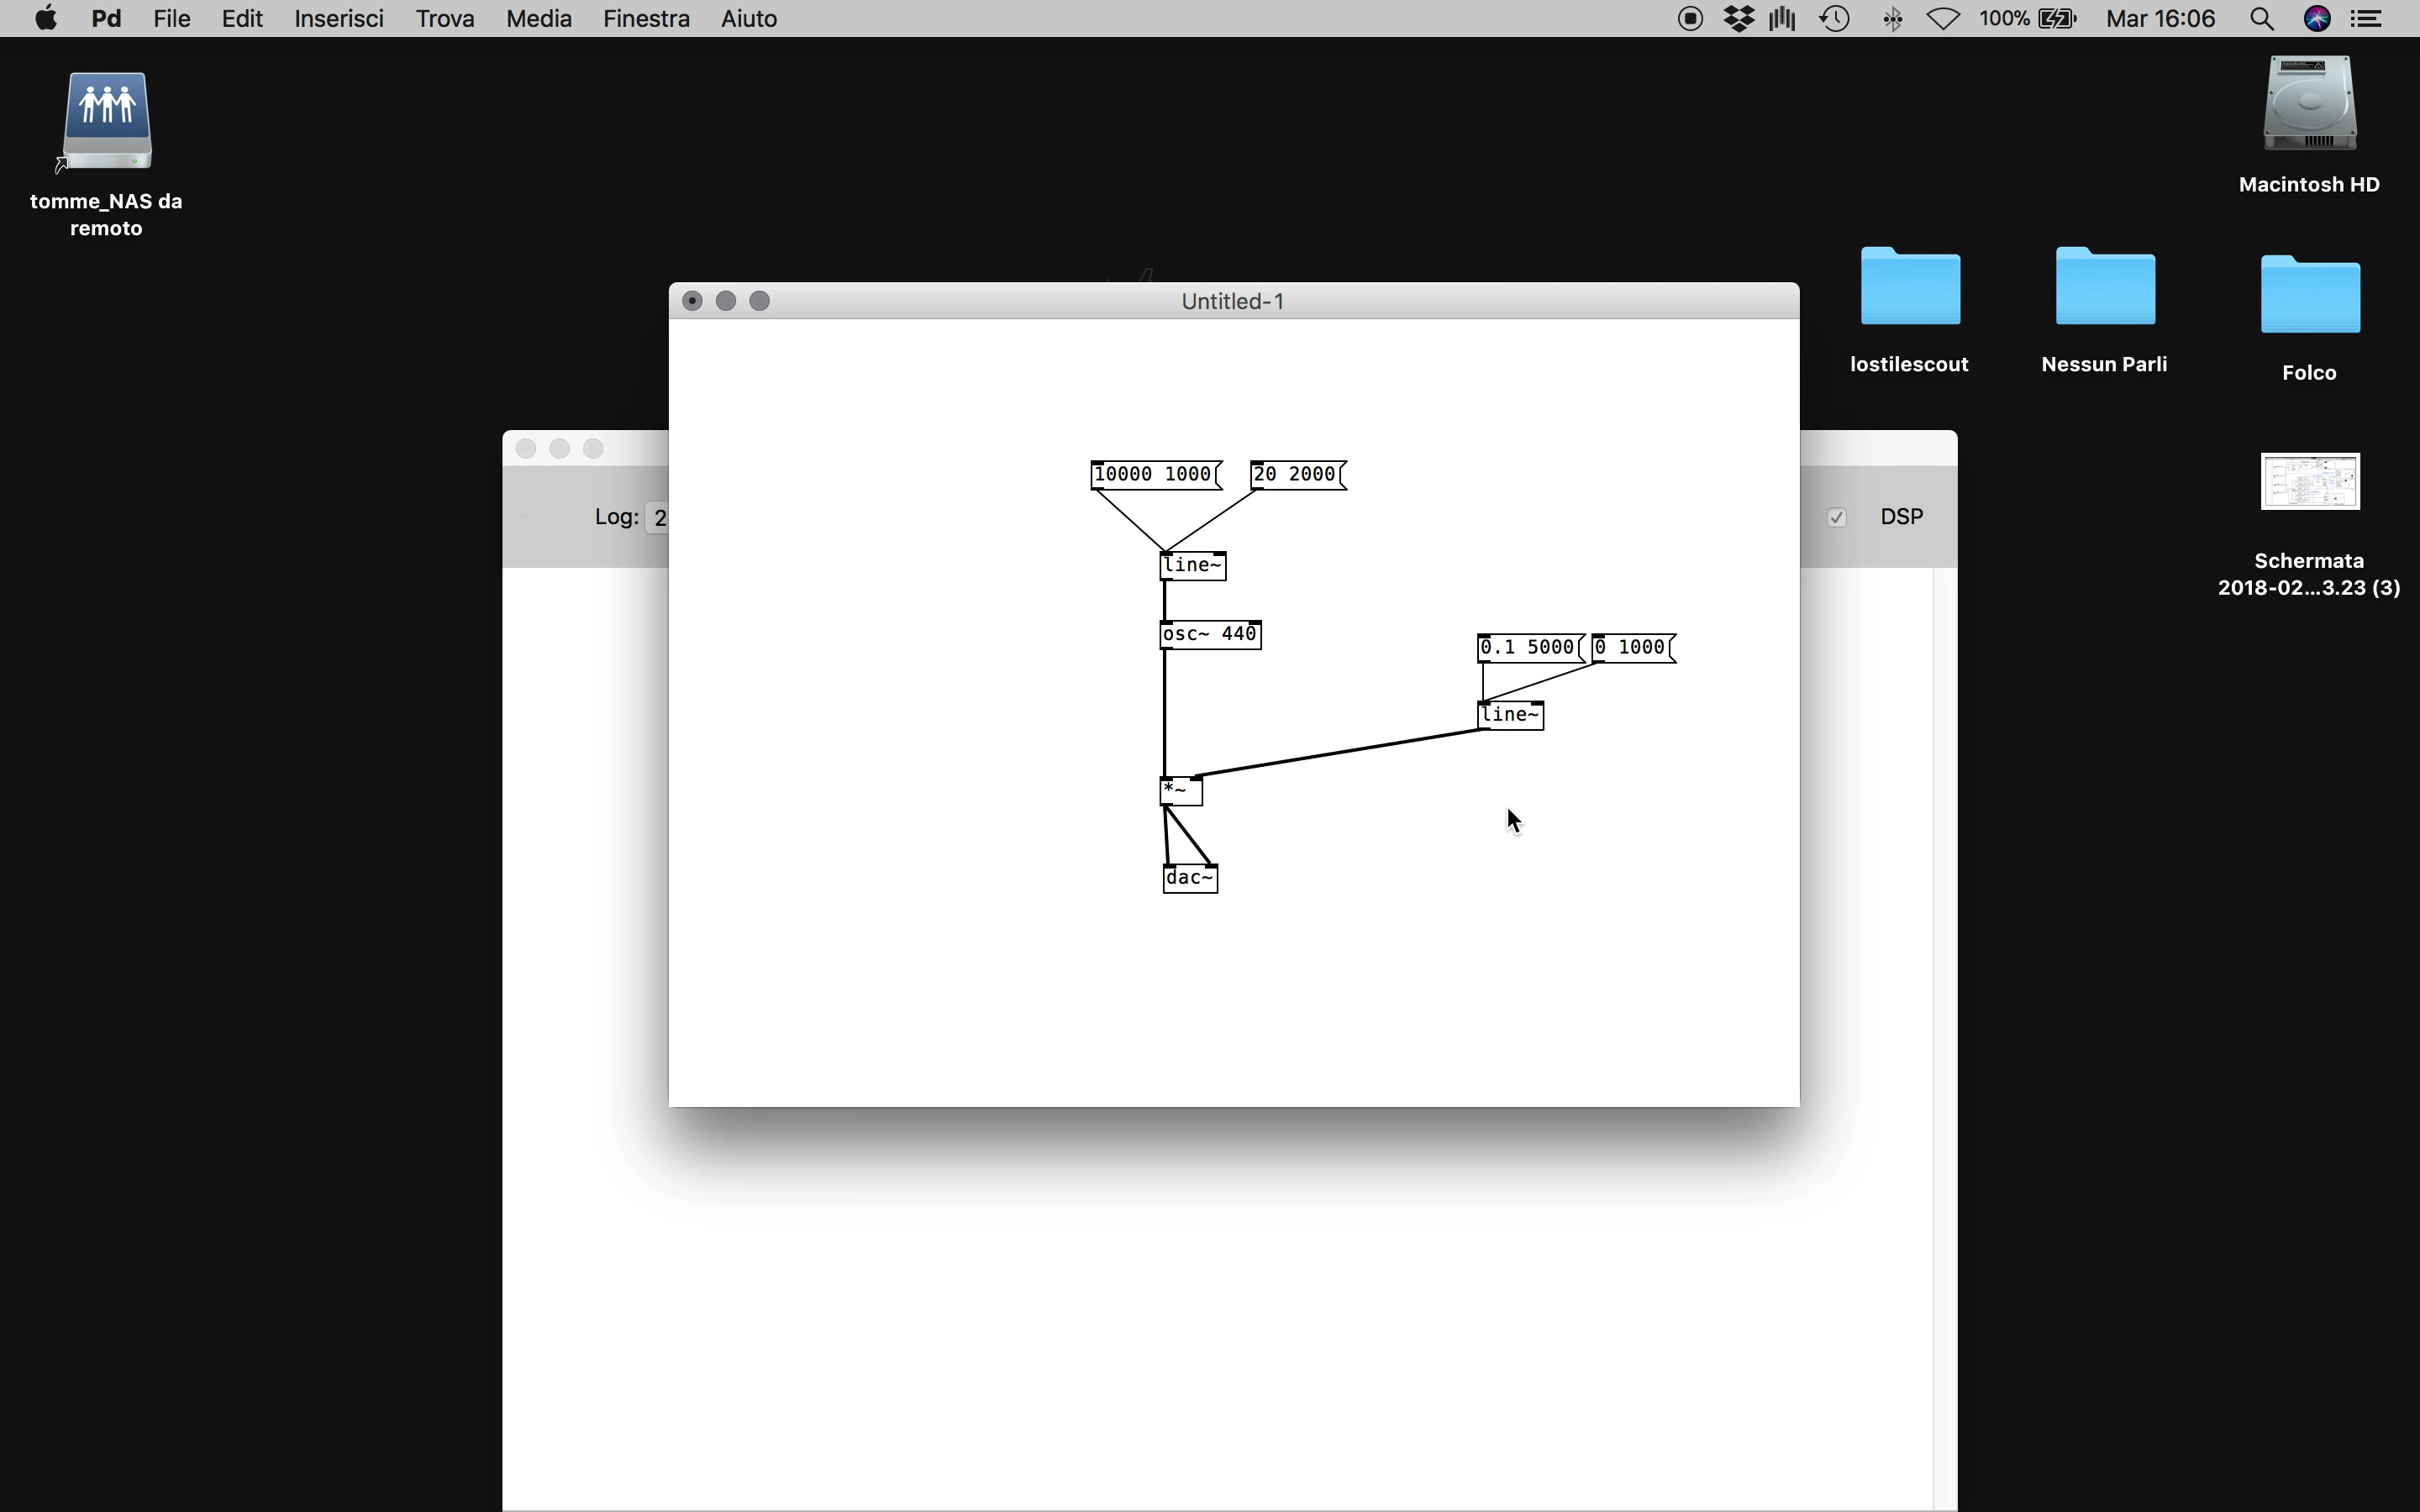 Pd File Edit Inserisci Trova Media Finestra Aiuto 100% Mar 16:06
tomme_NAS da
remoto
Macintosh HD
lostilescout
Nessun Parli
Folco
Schermata
2018-02...3.23 (3)
Untitled-1
Log: 2
DSP
10000 1000
20 2000
line~
osc~ 440
0.1 5000
0 1000
line~
*~
dac~